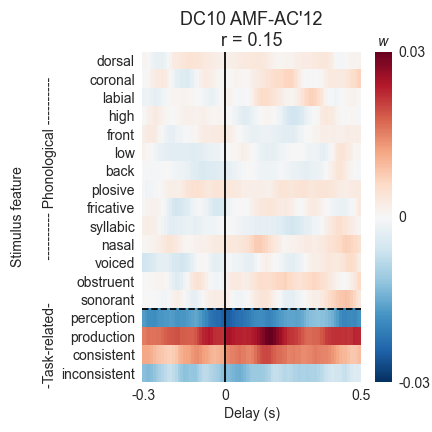 DC10 AMF-AC'12
r = 0.15
w
Stimulus feature
---------- Phonological ----------
-Task-related-
dorsal
coronal
labial
high
front
low
back
plosive
fricative
syllabic
nasal
voiced
obstruent
sonorant
perception
production
consistent
inconsistent
0.03
0
-0.03
-0.3
0
0.5
Delay (s)